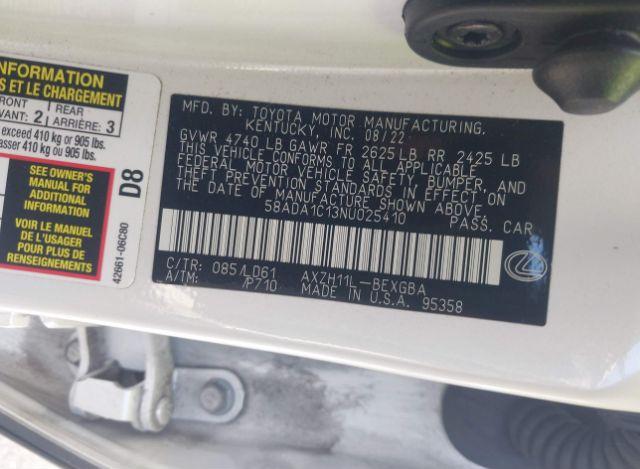 INFORMATION
S ET LE CHARGEMENT
FRONT
VANT: 2
REAR
ARRIÈRE: 3
exceed 410 kg or 905 lbs.
asser 410 kg ou 905 lbs.
SEE OWNER'S
MANUAL FOR
ADDITIONAL
INFORMATION
VOIR LE MANUEL
DE L'USAGER
POUR PLUS DE
RENSEIGNEMENTS
D8
42661-06C80
MFD. BY: TOYOTA MOTOR MANUFACTURING,
KENTUCKY, INC. 08/22
GVWR 4740 LB GAWR FR 2625 LB RR 2425 LB
THIS VEHICLE CONFORMS TO ALL APPLICABLE
FEDERAL MOTOR VEHICLE SAFETY, BUMPER, AND
THEFT PREVENTION STANDARDS IN EFFECT ON
THE DATE OF MANUFACTURE SHOWN ABOVE.
58ADA1C13NU025410 PASS. CAR
C/TR: 085/LD61 AXZH11L-BEXGBA
A/TM: /P710 MADE IN U.S.A. 95358